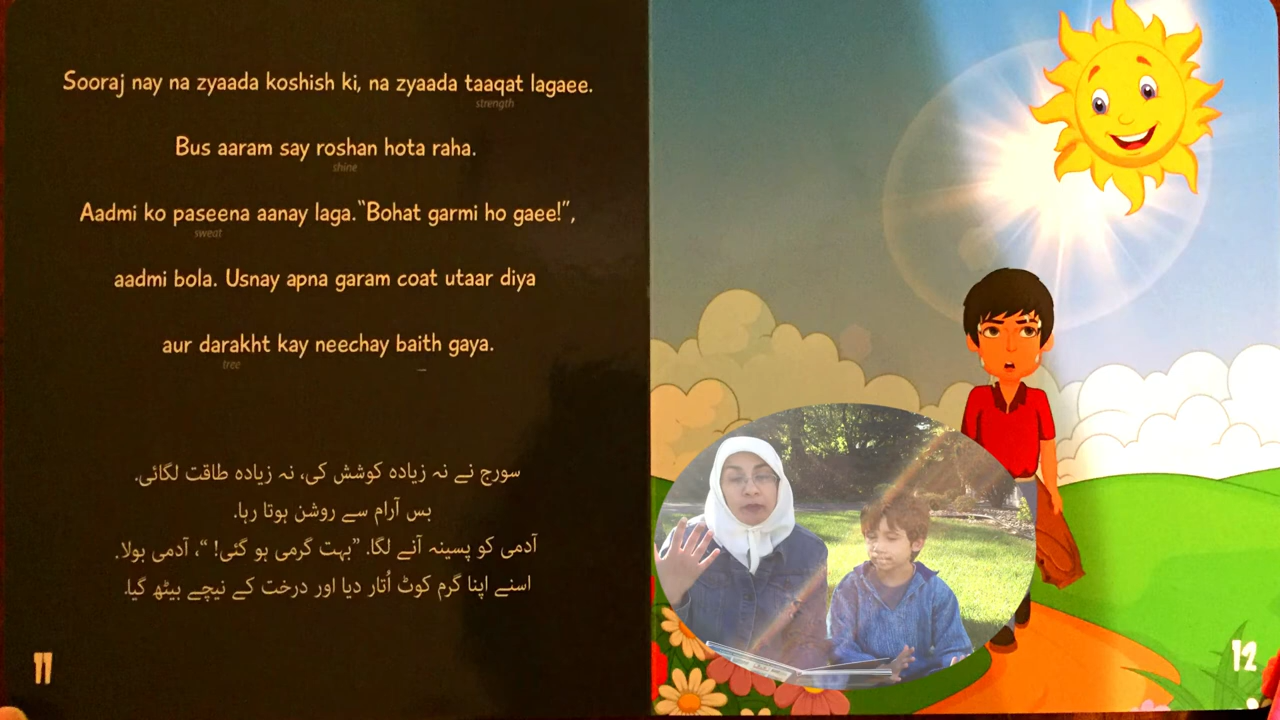 Sooraj nay na zyaada koshish ki, na zyaada taaqat lagaee.
strength
Bus aaram say roshan hota raha.
shine
Aadmi ko paseena aanay laga. “Bohat garmi ho gaee!”,
sweat
aadmi bola. Usnay apna garam coat utaar diya
aur darakht kay neechay baith gaya.
tree
سورج نے نہ زیادہ کوشش کی، نہ زیادہ طاقت لگائی.
بس آرام سے روشن ہوتا رہا.
آدمی کو پسینہ آنے لگا. ”بہت گرمی ہو گئی! “، آدمی بولا.
اسنے اپنا گرم کوٹ اُتار دیا اور درخت کے نیچے بیٹھ گیا.
11
12